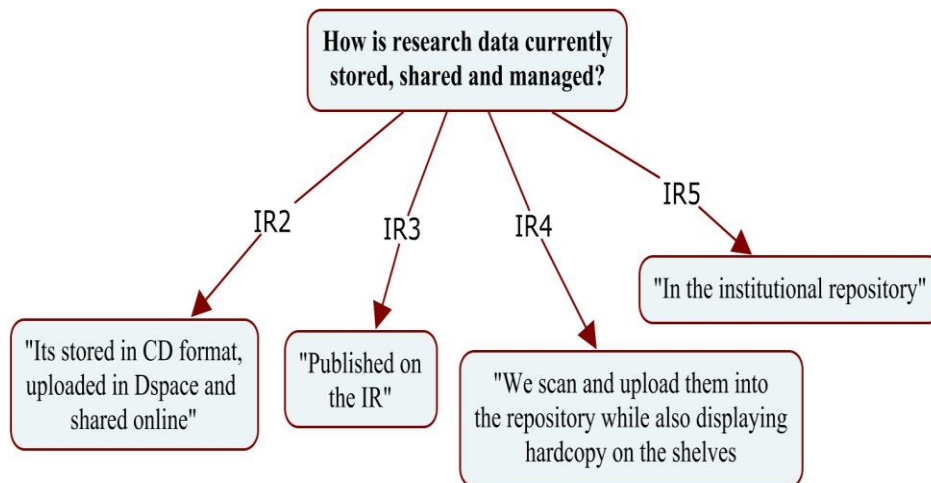 How is research data currently
stored, shared and managed?
IR2
IR3
IR4
IR5
"Its stored in CD format,
uploaded in Dspace and
shared online"
"Published on
the IR"
"We scan and upload them into
the repository while also displaying
hardcopy on the shelves
"In the institutional repository"